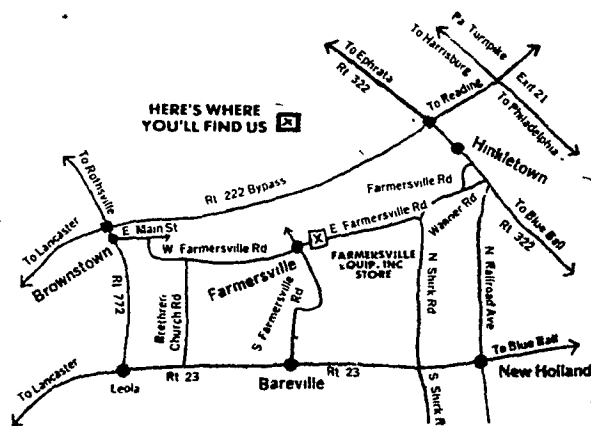 Pa Turnpike
To Harrisburg
Exit 21
To Philadelphia
To Ephrata
Rt 322
To Reading
HERE'S WHERE
YOU'LL FIND US
X
Hinkletown
To Rothsville
Rt 222 Bypass
Farmersville Rd
Wanner Rd
To Blue Ball
Rt 322
To Lancaster
E Main St
W Farmersville Rd
X
E Farmersville Rd
Brownstown
Farmersville
FARMERSVILLE
EQUIP. INC
STORE
Rt 772
Brethren
Church Rd
S Farmersville
Rd
N Shirk Rd
N Railroad Ave
To Blue Ball
To Lancaster
Leola
Rt 23
Bareville
Rt 23
S Shirk Rd
New Holland